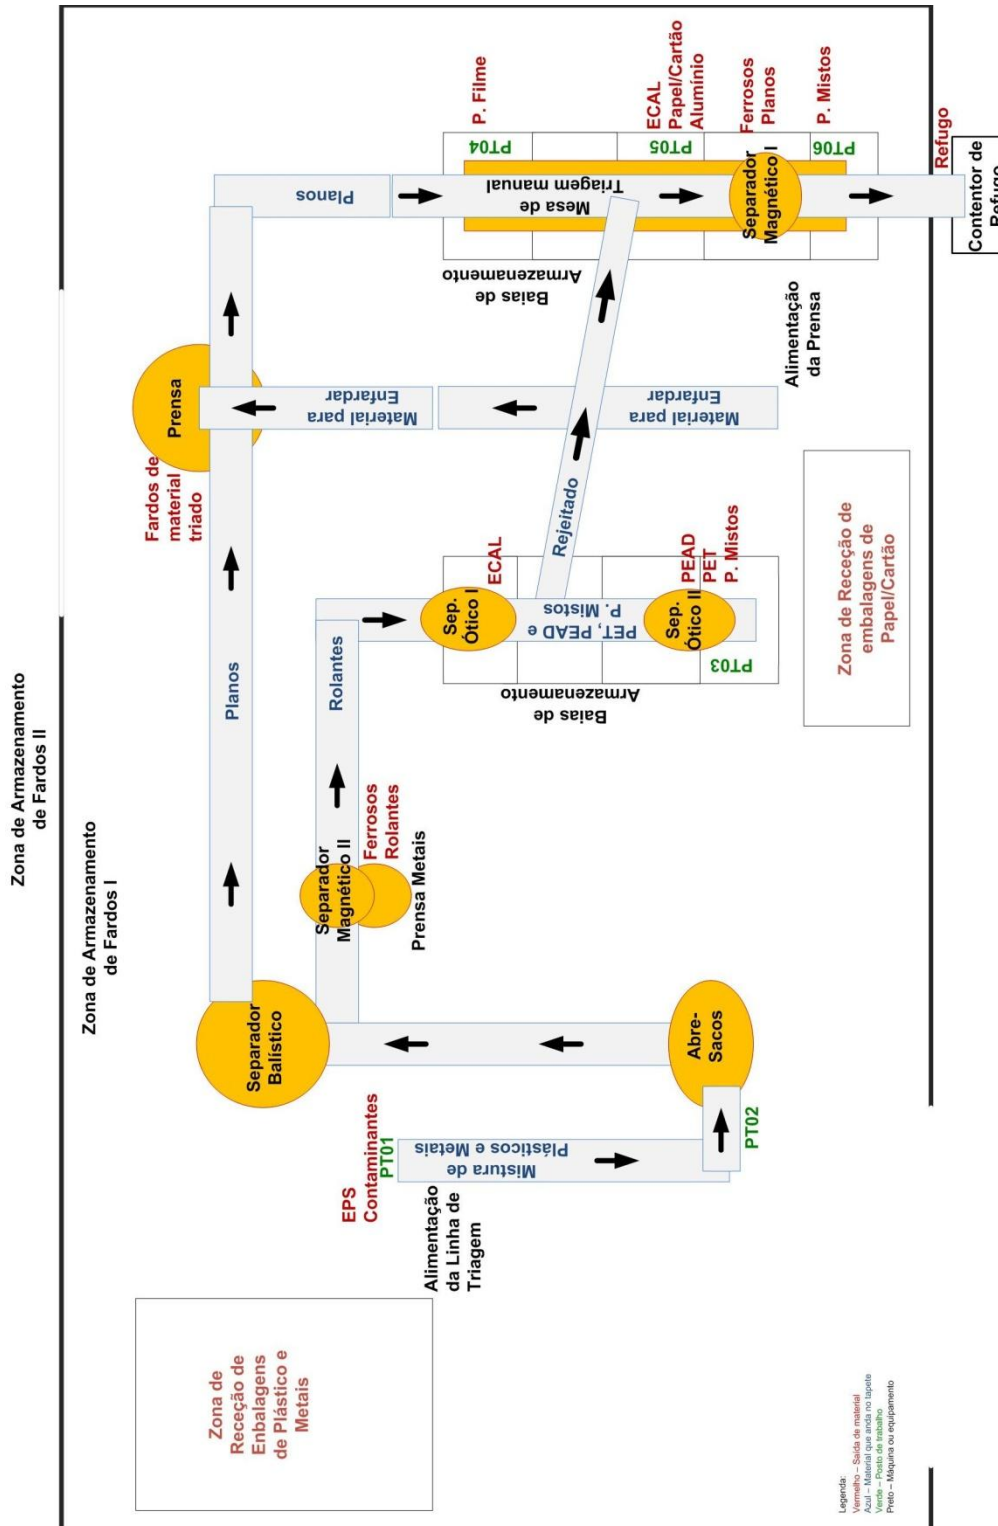 Zona de Armazenamento
de Fardos II
Zona de Armazenamento
de Fardos I
Zona de
Receção de
Enbalagens
de Plástico e
Metais
Alimentação
da Linha de
Triagem
EPS
Contaminantes
PT01
Mistura de
Plásticos e Metais
PT02
Abre-
Sacos
Separador
Balístico
Planos
Separador
Magnético II
Ferrosos
Rolantes
Prensa Metais
Rolantes
Baias de
Armazenamento
Sep.
Ótico I
ECAL
PET, PEAD e
P. Mistos
Sep.
Ótico II
PEAD
PET
P. Mistos
PT03
Rejeitado
Zona de Receção de
embalagens de
Papel/Cartão
Fardos de
material
triado
Prensa
Material para
Enfardar
Material para
Enfardar
Alimentação
da Prensa
Planos
Baias de
Armazenamento
Mesa de
Triagem manual
PT04
P. Filme
PT05
ECAL
Papel/Cartão
Alumínio
Separador
Magnético I
Ferrosos
Planos
PT06
P. Mistos
Refugo
Contentor de
Refugo
Legenda:
Vermelho – Saída de material
Azul – Material que anda no tapete
Verde – Posto de trabalho
Preto – Máquina ou equipamento